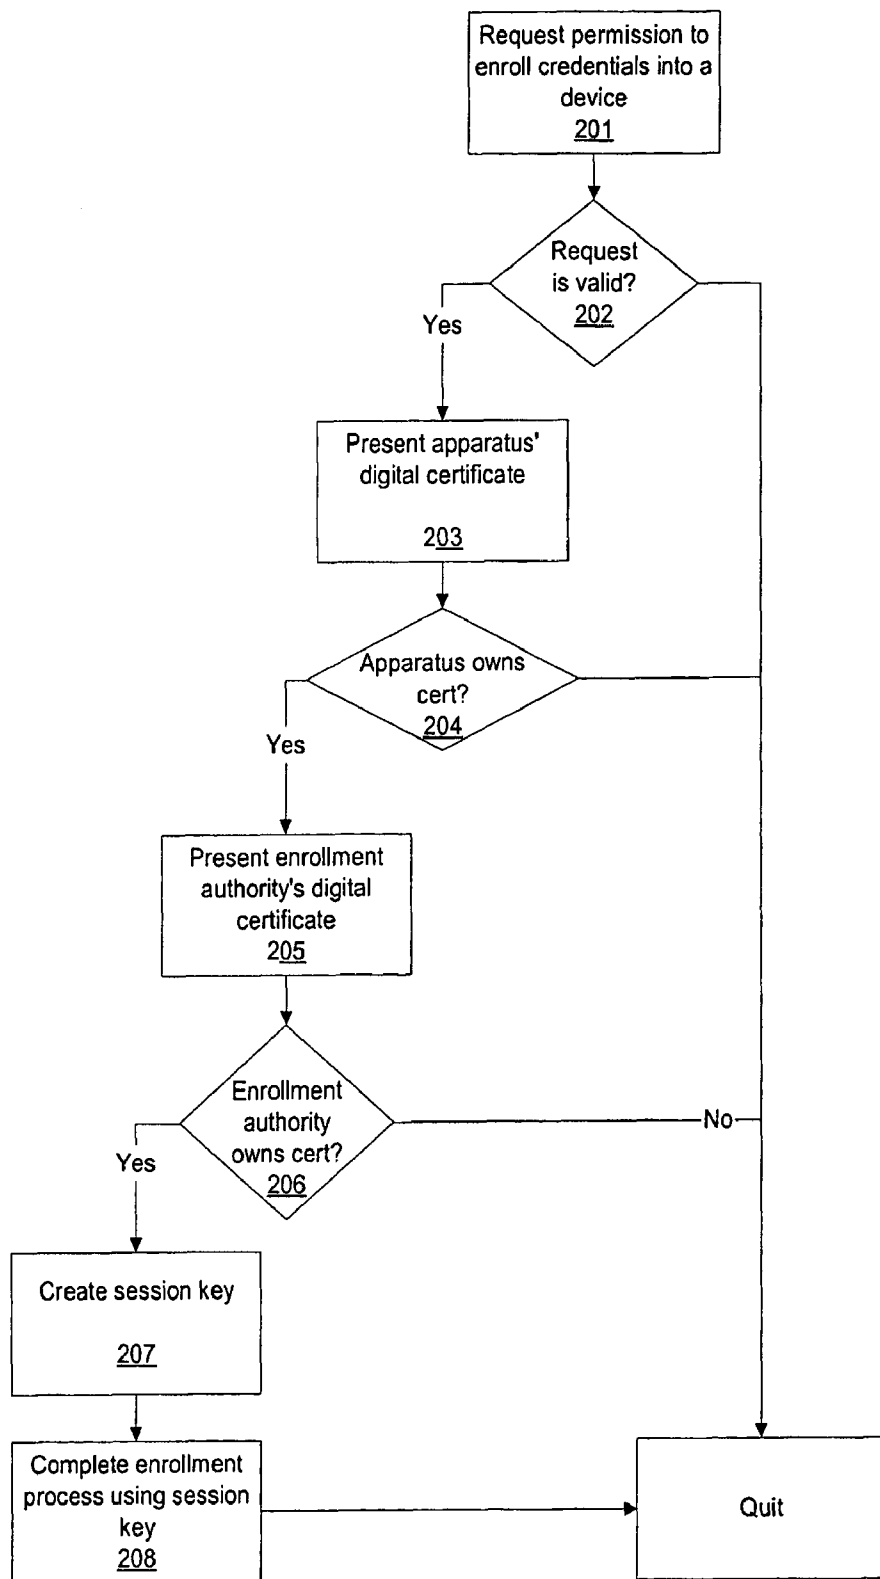 Request permission to
enroll credentials into a
device
201
Request
is valid?
202
Yes
Present apparatus'
digital certificate
203
Apparatus owns
cert?
204
Yes
Present enrollment
authority's digital
certificate
205
Enrollment
authority
owns cert?
206
No
Yes
Create session key
207
Complete enrollment
process using session
key
208
Quit